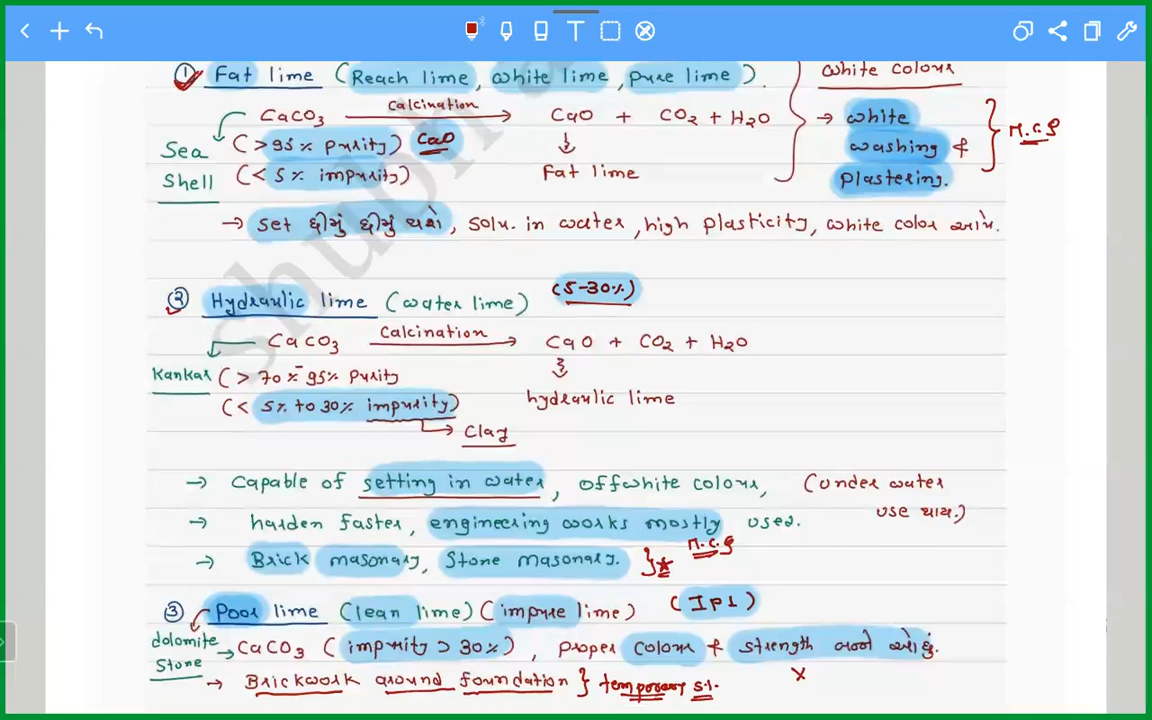 ① Fat lime (Reach lime, white lime, pure lime).
White colour
CaCO3 calcination → CaO + CO2 + H2O
→ white washing & plastering.
M.C.Q
Sea Shell
(>95% purity) CaO
(<5% impurity)
Fat lime
→ Set ધીમું ધીમું થાય, Solu. in water, high plasticity, white color આપે.
② Hydraulic lime (water lime) (5-30%)
CaCO3 Calcination → CaO + CO2 + H2O
Kankar (> 70%-95% Purity
(< 5% to 30% impurity)
hydraulic lime
→ Clay
→ Capable of setting in water, offwhite colour, (under water use થાય.)
→ harden faster, engineering works mostly used.
→ Brick masonary, Stone masonary. }★ M.C.Q
③ Poor lime (lean lime) (impure lime) (IPL)
dolomite Stone → CaCO3 (impurity > 30%), proper colour & strength ઓછું. X
→ Brickwork around foundation } temporary st.
Shubh